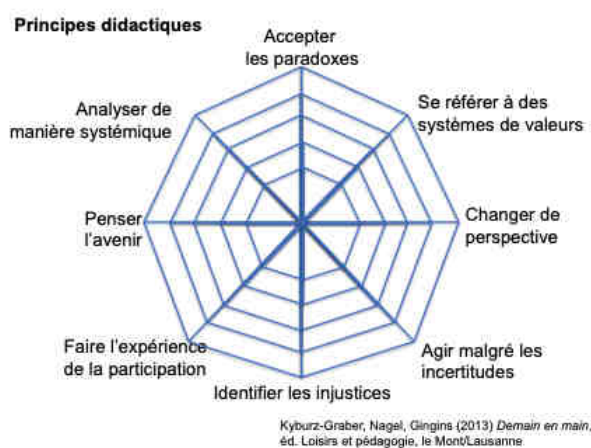 Principes didactiques
Accepter
les paradoxes
Se référer à des
systèmes de valeurs
Changer de
perspective
Agir malgré les
incertitudes
Identifier les injustices
Faire l'expérience
de la participation
Penser
l'avenir
Analyser de
manière systémique
Kyburz-Graber, Nagel, Gingins (2013) Demain en main,
éd. Loisirs et pédagogie, le Mont/Lausanne